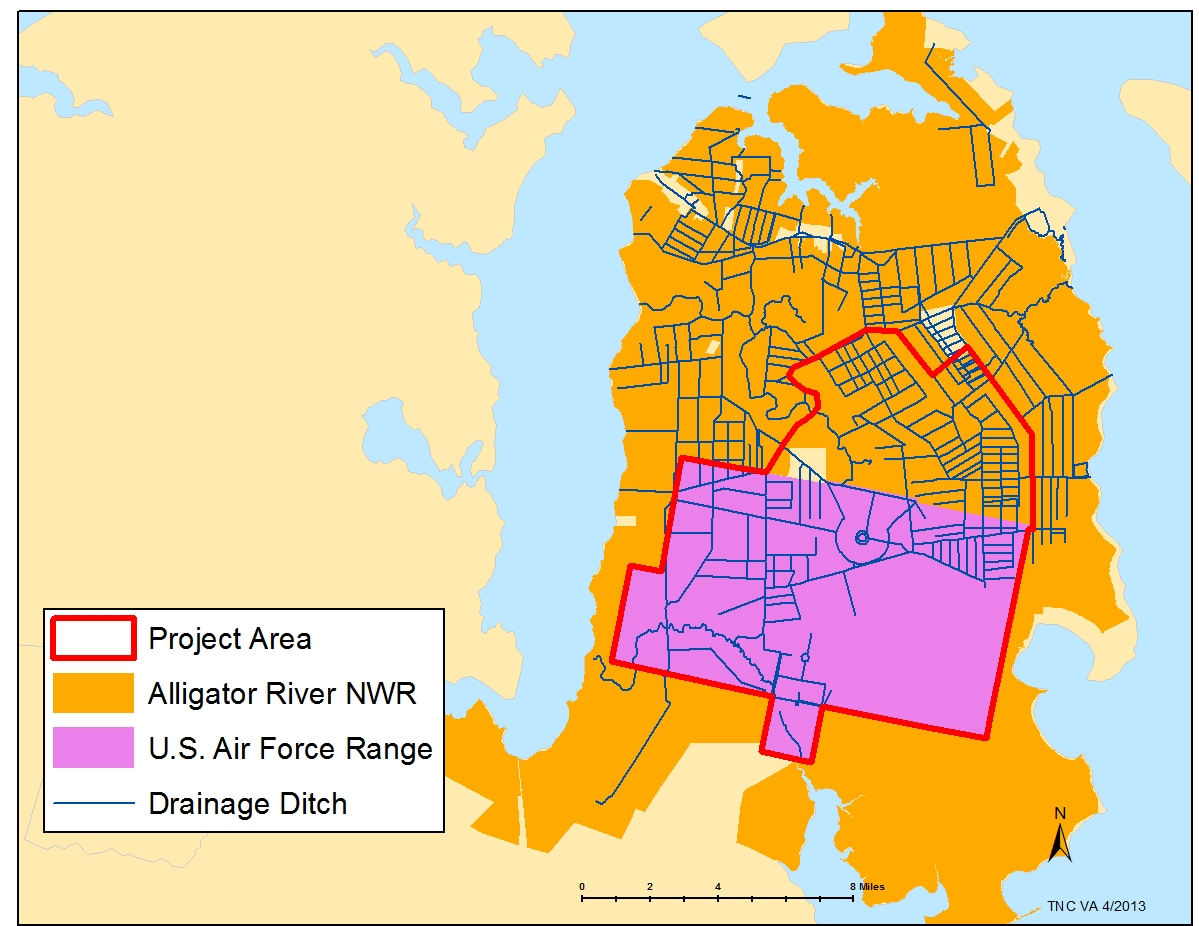 Project Area
Alligator River NWR
U.S. Air Force Range
Drainage Ditch
N
0 2 4 8 Miles
TNC VA 4/2013